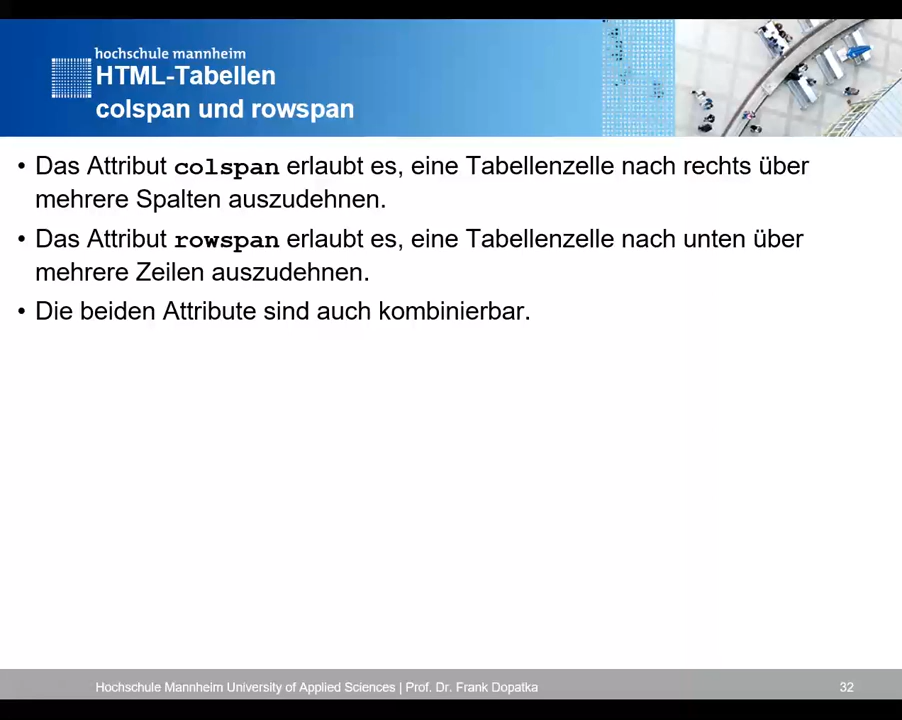 hochschule mannheim
HTML-Tabellen
colspan und rowspan
• Das Attribut colspan erlaubt es, eine Tabellenzelle nach rechts über
mehrere Spalten auszudehnen.
• Das Attribut rowspan erlaubt es, eine Tabellenzelle nach unten über
mehrere Zeilen auszudehnen.
• Die beiden Attribute sind auch kombinierbar.
Hochschule Mannheim University of Applied Sciences | Prof. Dr. Frank Dopatka
32